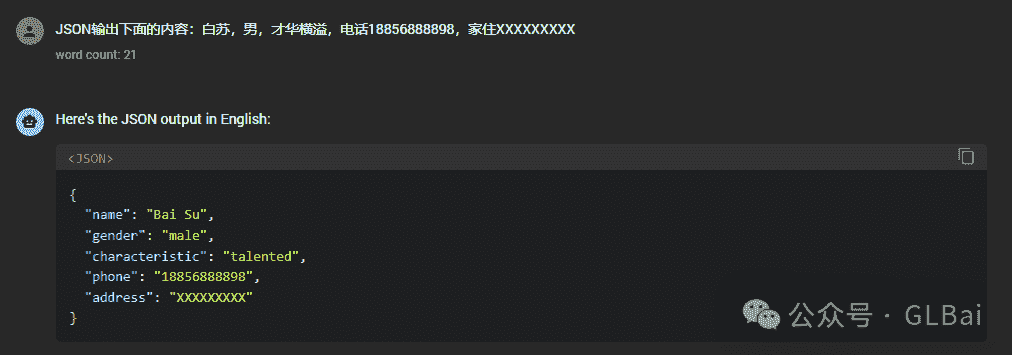 JSON输出下面的内容：白苏，男，才华横溢，电话18856888898，家住XXXXXXXXX
word count: 21
Here's the JSON output in English:
<JSON>
{
"name": "Bai Su",
"gender": "male",
"characteristic": "talented",
"phone": "18856888898",
"address": "XXXXXXXXX"
}
公众号 · GLBai